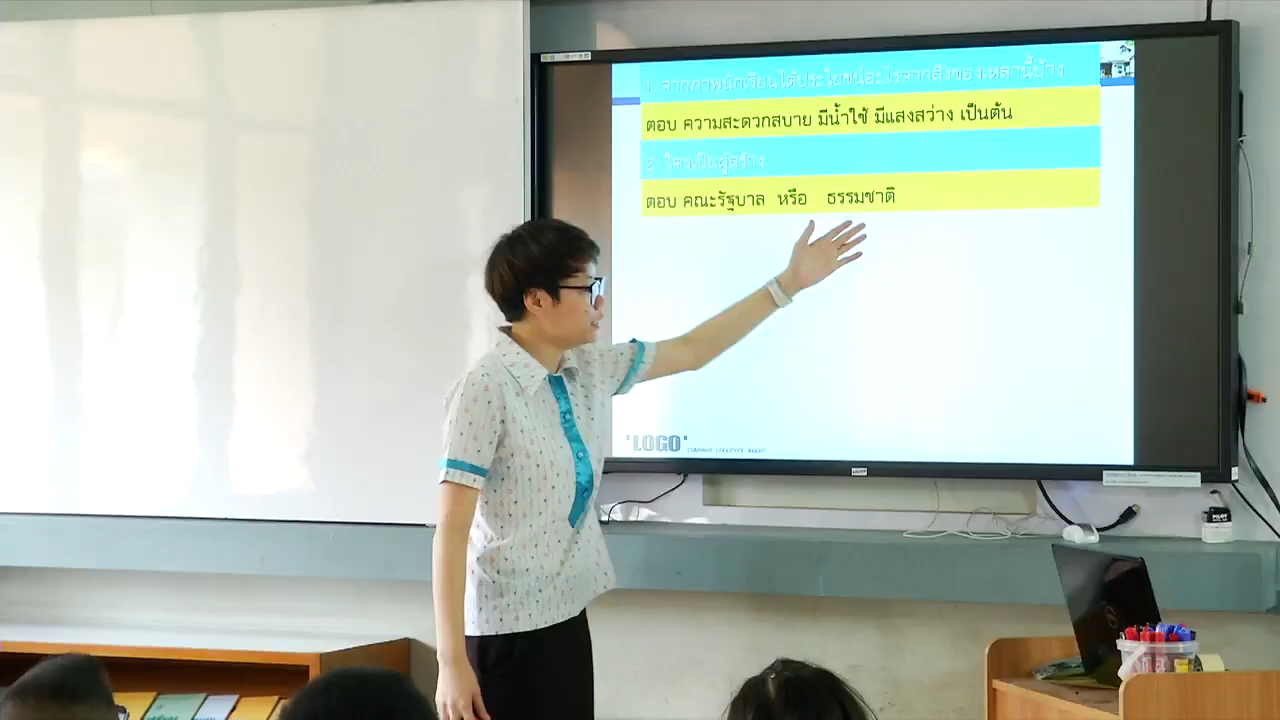 1. จากภาพนักเรียนได้ประโยชน์อะไรจากสิ่งของเหล่านี้บ้าง
ตอบ ความสะดวกสบาย มีน้ำใช้ มีแสงสว่าง เป็นต้น
2. ใครเป็นผู้สร้าง
ตอบ คณะรัฐบาล หรือ ธรรมชาติ
"LOGO"
PILOT